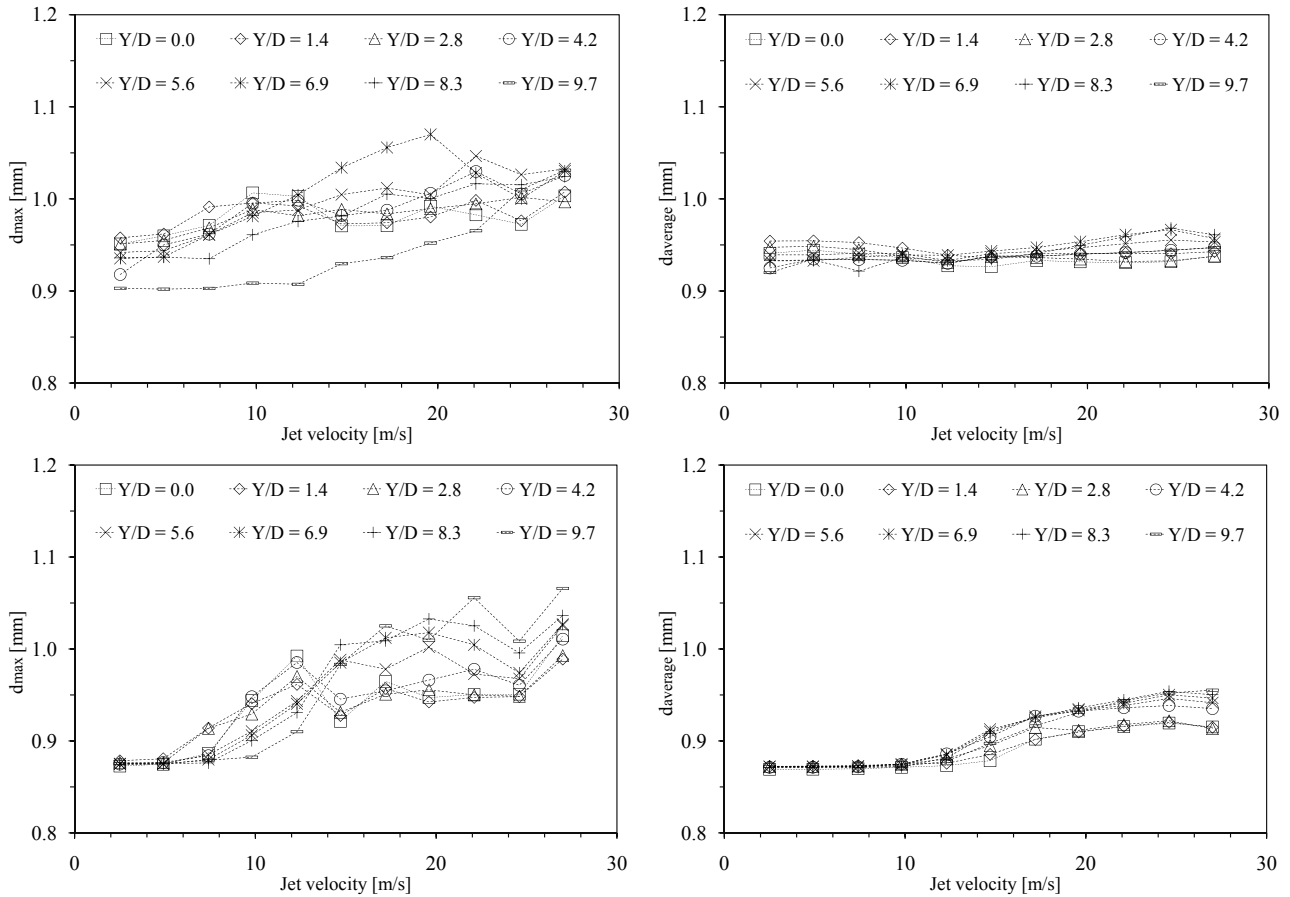 1.2
Y/D = 0.0 Y/D = 1.4 Y/D = 2.8 Y/D = 4.2
Y/D = 5.6 Y/D = 6.9 Y/D = 8.3 Y/D = 9.7
1.1
1.0
0.9
0.8
dmax [mm]
0 10 20 30
Jet velocity [m/s]
1.2
Y/D = 0.0 Y/D = 1.4 Y/D = 2.8 Y/D = 4.2
Y/D = 5.6 Y/D = 6.9 Y/D = 8.3 Y/D = 9.7
1.1
1.0
0.9
0.8
daverage [mm]
0 10 20 30
Jet velocity [m/s]
1.2
Y/D = 0.0 Y/D = 1.4 Y/D = 2.8 Y/D = 4.2
Y/D = 5.6 Y/D = 6.9 Y/D = 8.3 Y/D = 9.7
1.1
1.0
0.9
0.8
dmax [mm]
0 10 20 30
Jet velocity [m/s]
1.2
Y/D = 0.0 Y/D = 1.4 Y/D = 2.8 Y/D = 4.2
Y/D = 5.6 Y/D = 6.9 Y/D = 8.3 Y/D = 9.7
1.1
1.0
0.9
0.8
daverage [mm]
0 10 20 30
Jet velocity [m/s]